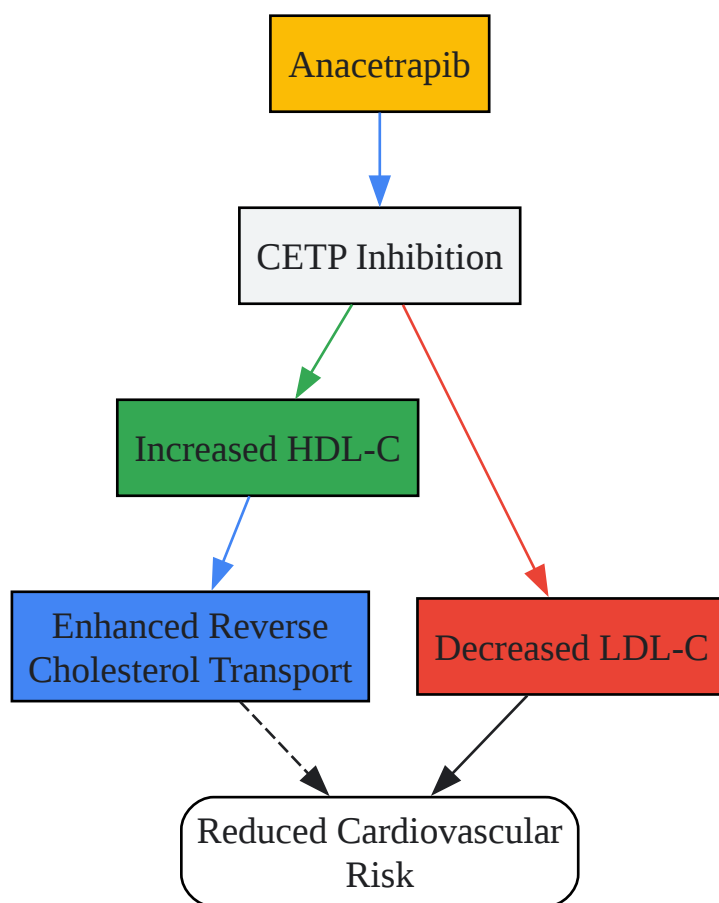 Anacetrapib
CETP Inhibition
Increased HDL-C
Enhanced Reverse
Cholesterol Transport
Decreased LDL-C
Reduced Cardiovascular
Risk